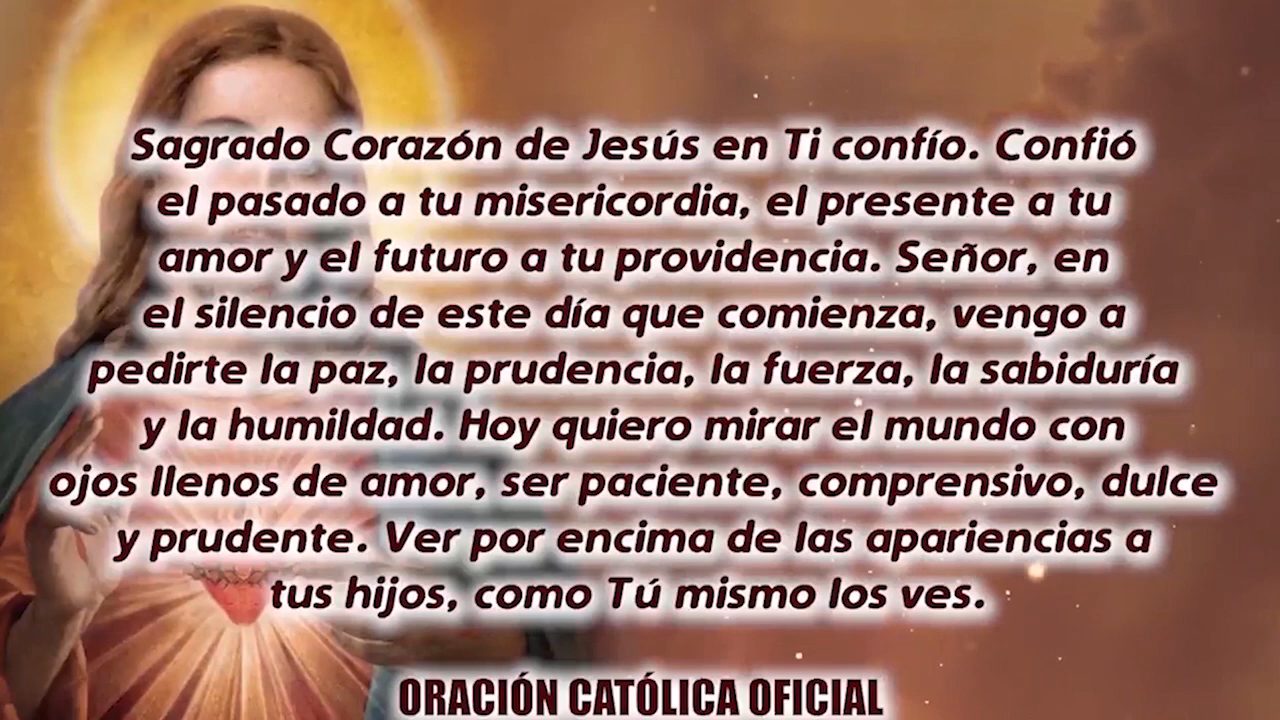 Sagrado Corazón de Jesús en Ti confío. Confió
el pasado a tu misericordia, el presente a tu
amor y el futuro a tu providencia. Señor, en
el silencio de este día que comienza, vengo a
pedirte la paz, la prudencia, la fuerza, la sabiduría
y la humildad. Hoy quiero mirar el mundo con
ojos llenos de amor, ser paciente, comprensivo, dulce
y prudente. Ver por encima de las apariencias a
tus hijos, como Tú mismo los ves.
ORACIÓN CATÓLICA OFICIAL